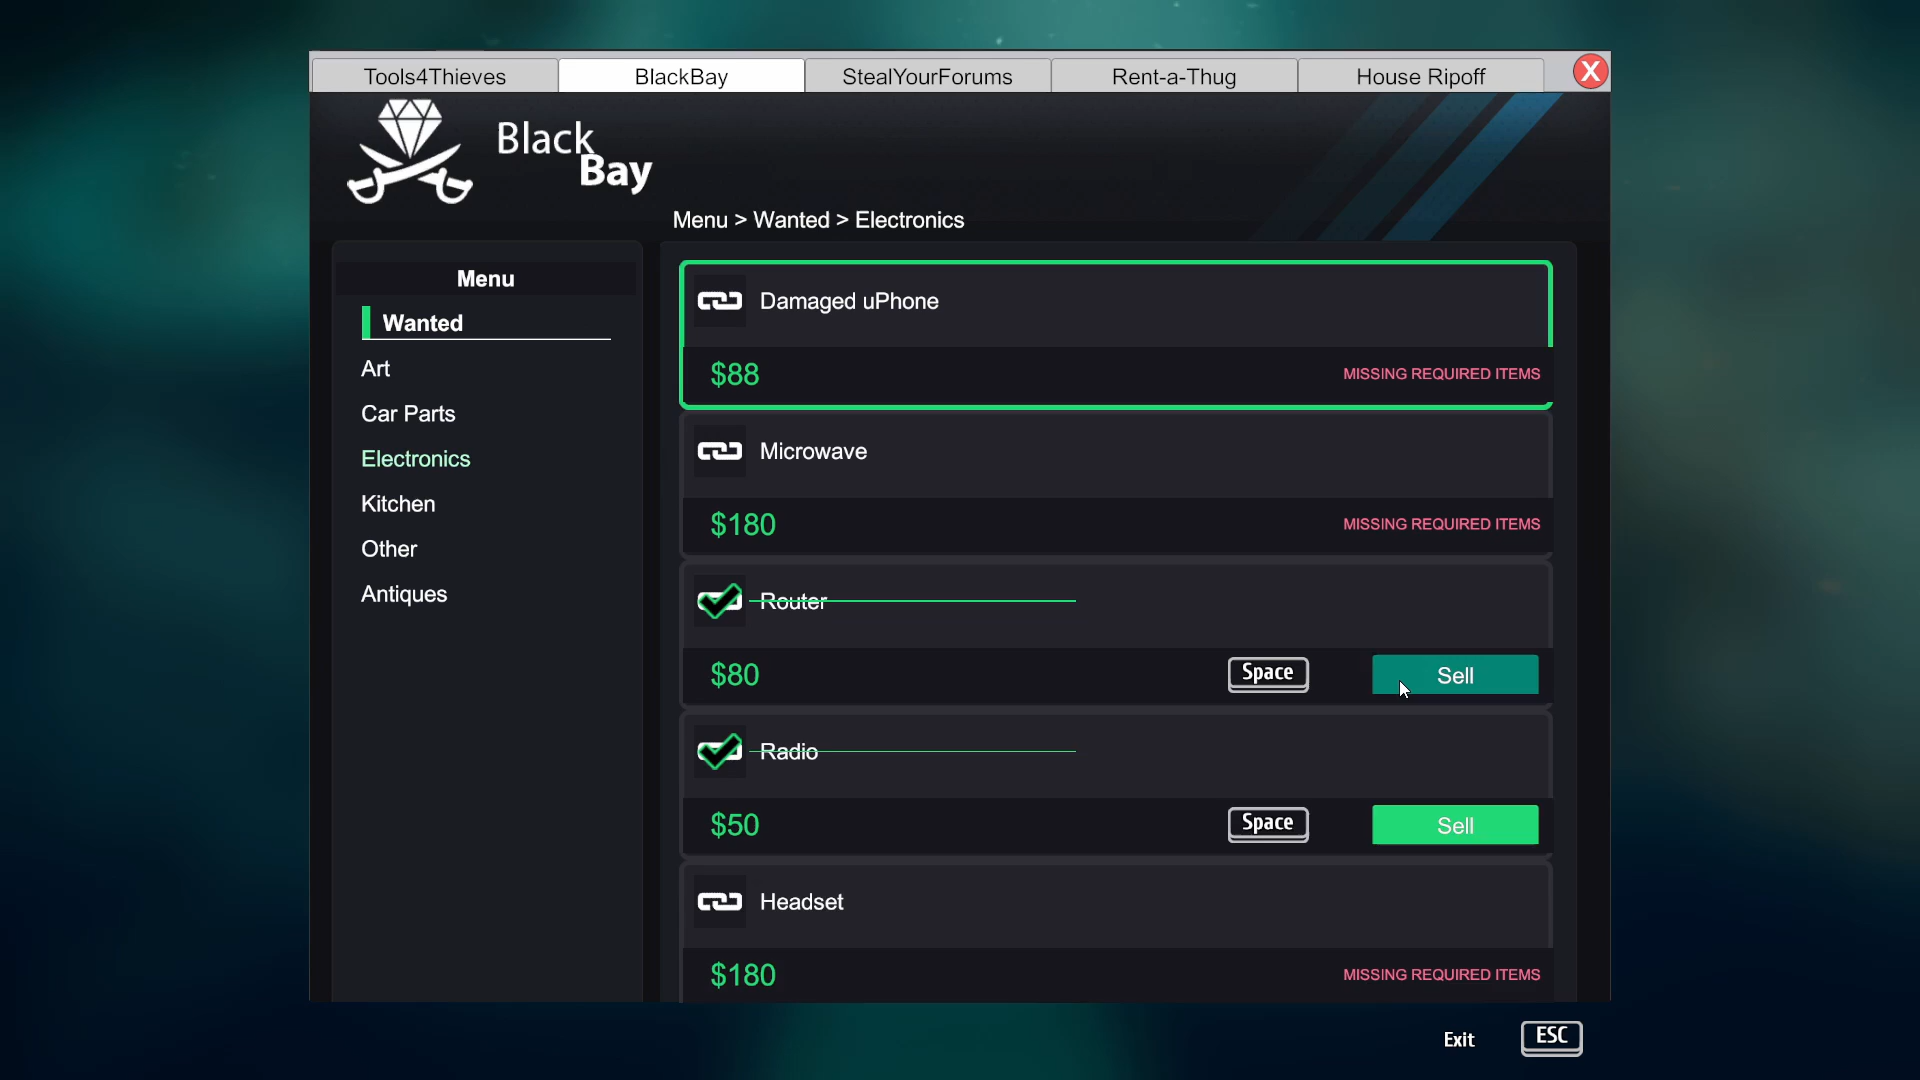 Tools4Thieves
BlackBay
StealYourForums
Rent-a-Thug
House Ripoff
X
Black
Bay
Menu > Wanted > Electronics
Menu
Wanted
Art
Car Parts
Electronics
Kitchen
Other
Antiques
Damaged uPhone
$88
MISSING REQUIRED ITEMS
Microwave
$180
MISSING REQUIRED ITEMS
Router
$80
Space
Sell
Radio
$50
Space
Sell
Headset
$180
MISSING REQUIRED ITEMS
Exit
ESC